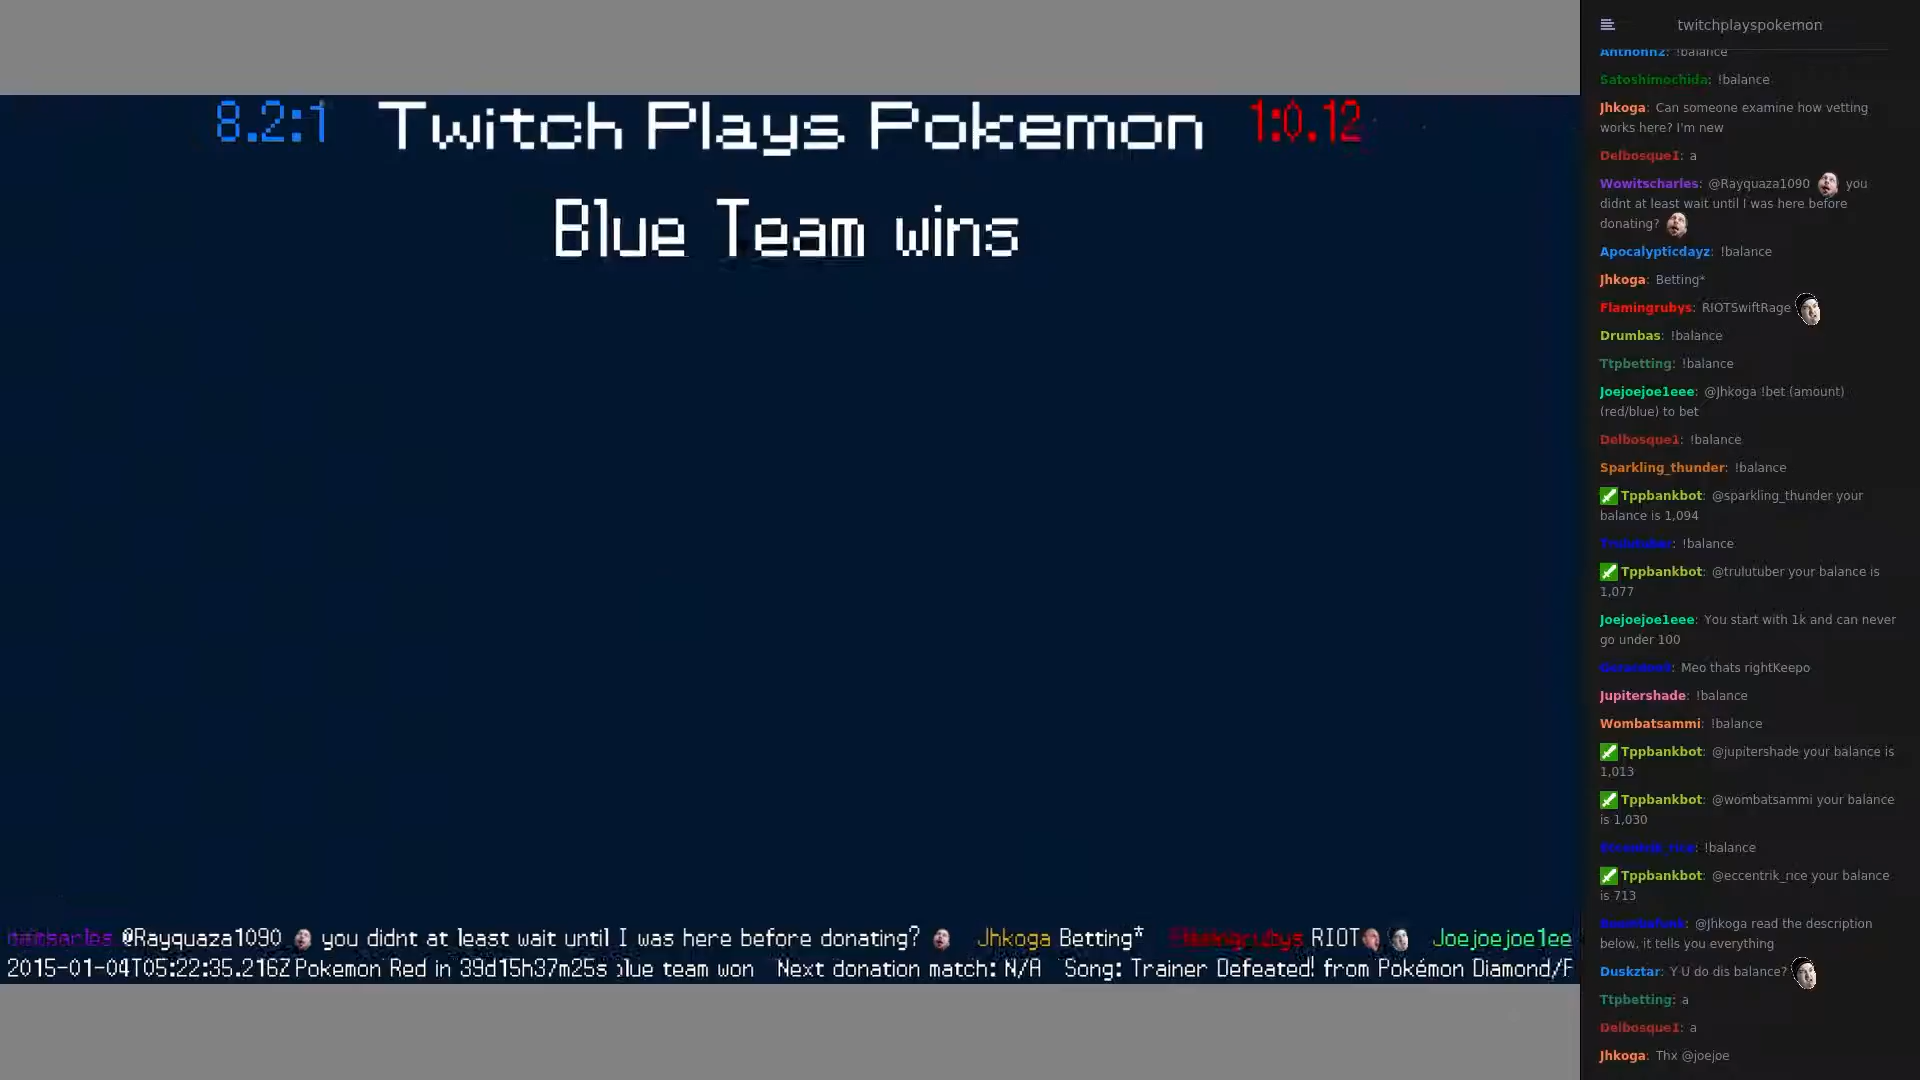 8.2:1 Twitch Plays Pokemon 1:0.12
Blue Team wins
@Rayquaza1090 you didnt at least wait until I was here before donating? Jhkoga Betting* RIOT Joejoejoe1ee
2015-01-04T05:22:35.216Z Pokemon Red in 39d15h37m25s blue team won Next donation match: N/A Song: Trainer Defeated! from Pokémon Diamond/P
twitchplayspokemon
Anthonn2: !balance
Satoshimochida: !balance
Jhkoga: Can someone examine how vetting
works here? I'm new
Delbosque1: a
Wowitscharles: @Rayquaza1090 you
didnt at least wait until I was here before
donating?
Apocalypticdayz: !balance
Jhkoga: Betting*
Flamingrubys: RIOTSwiftRage
Drumbas: !balance
Ttpbetting: !balance
Joejoejoe1eee: @Jhkoga !bet (amount)
(red/blue) to bet
Delbosque1: !balance
Sparkling_thunder: !balance
Tppbankbot: @sparkling_thunder your
balance is 1,094
Trulutuber: !balance
Tppbankbot: @trulutuber your balance is
1,077
Joejoejoe1eee: You start with 1k and can never
go under 100
: Meo thats rightKeepo
Jupitershade: !balance
Wombatsammi: !balance
Tppbankbot: @jupitershade your balance is
1,013
Tppbankbot: @wombatsammi your balance
is 1,030
Eccentrik_rice: !balance
Tppbankbot: @eccentrik_rice your balance
is 713
: @Jhkoga read the description
below, it tells you everything
Duskztar: Y U do dis balance?
Ttpbetting: a
Delbosque1: a
Jhkoga: Thx @joejoe